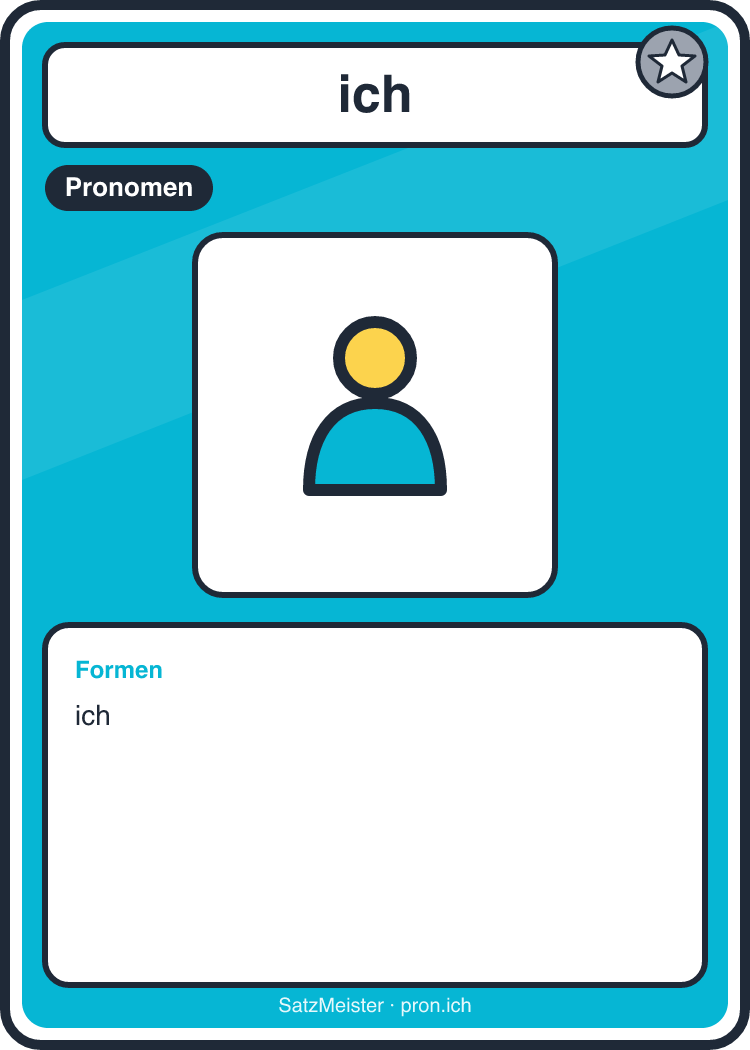 ich
Pronomen
Formen
ich
SatzMeister · pron.ich